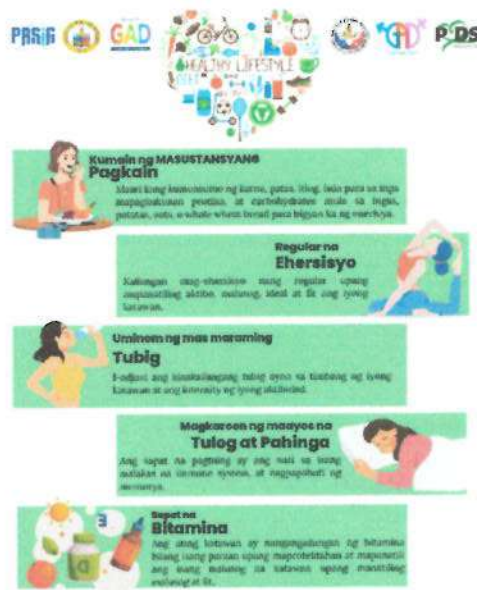 PASIG
GAD
GAD
HEALTHY LIFESTYLE
Kumain ng MASUSTANSYANG
Pagkain
ng karne, patas, itlog, isda para sa mga
protina, at carbohydrates mula sa
patatas, oats, o whole wheat bread para bigyan ka ng enerhiya.
Regular na
Ehersisyo
Kailangan mag-ehersisyo nang regular upang
mapanatiling aktibo, malusog, ideal at fit ang iyong
katawan.
Uminom ng mas maraming
Tubig
I-adjust ang kinakailangang tubig ayon sa timbang ng iyong
katawan at ang intensity ng iyong aktibidad.
Magkaroon ng maayos na
Tulog at Pahinga
Ang sapat na pagtulog ay ang susi sa isang
malakas na immune system, at nagpapabuti ng
memorya.
Sapat na
Bitamina
Ang ating katawan ay nangangailangan ng bitamina
bilang isang paraan upang maprotektahan at mapanatili
ang isang malusog na katawan upang manatiling
malusog at fit.